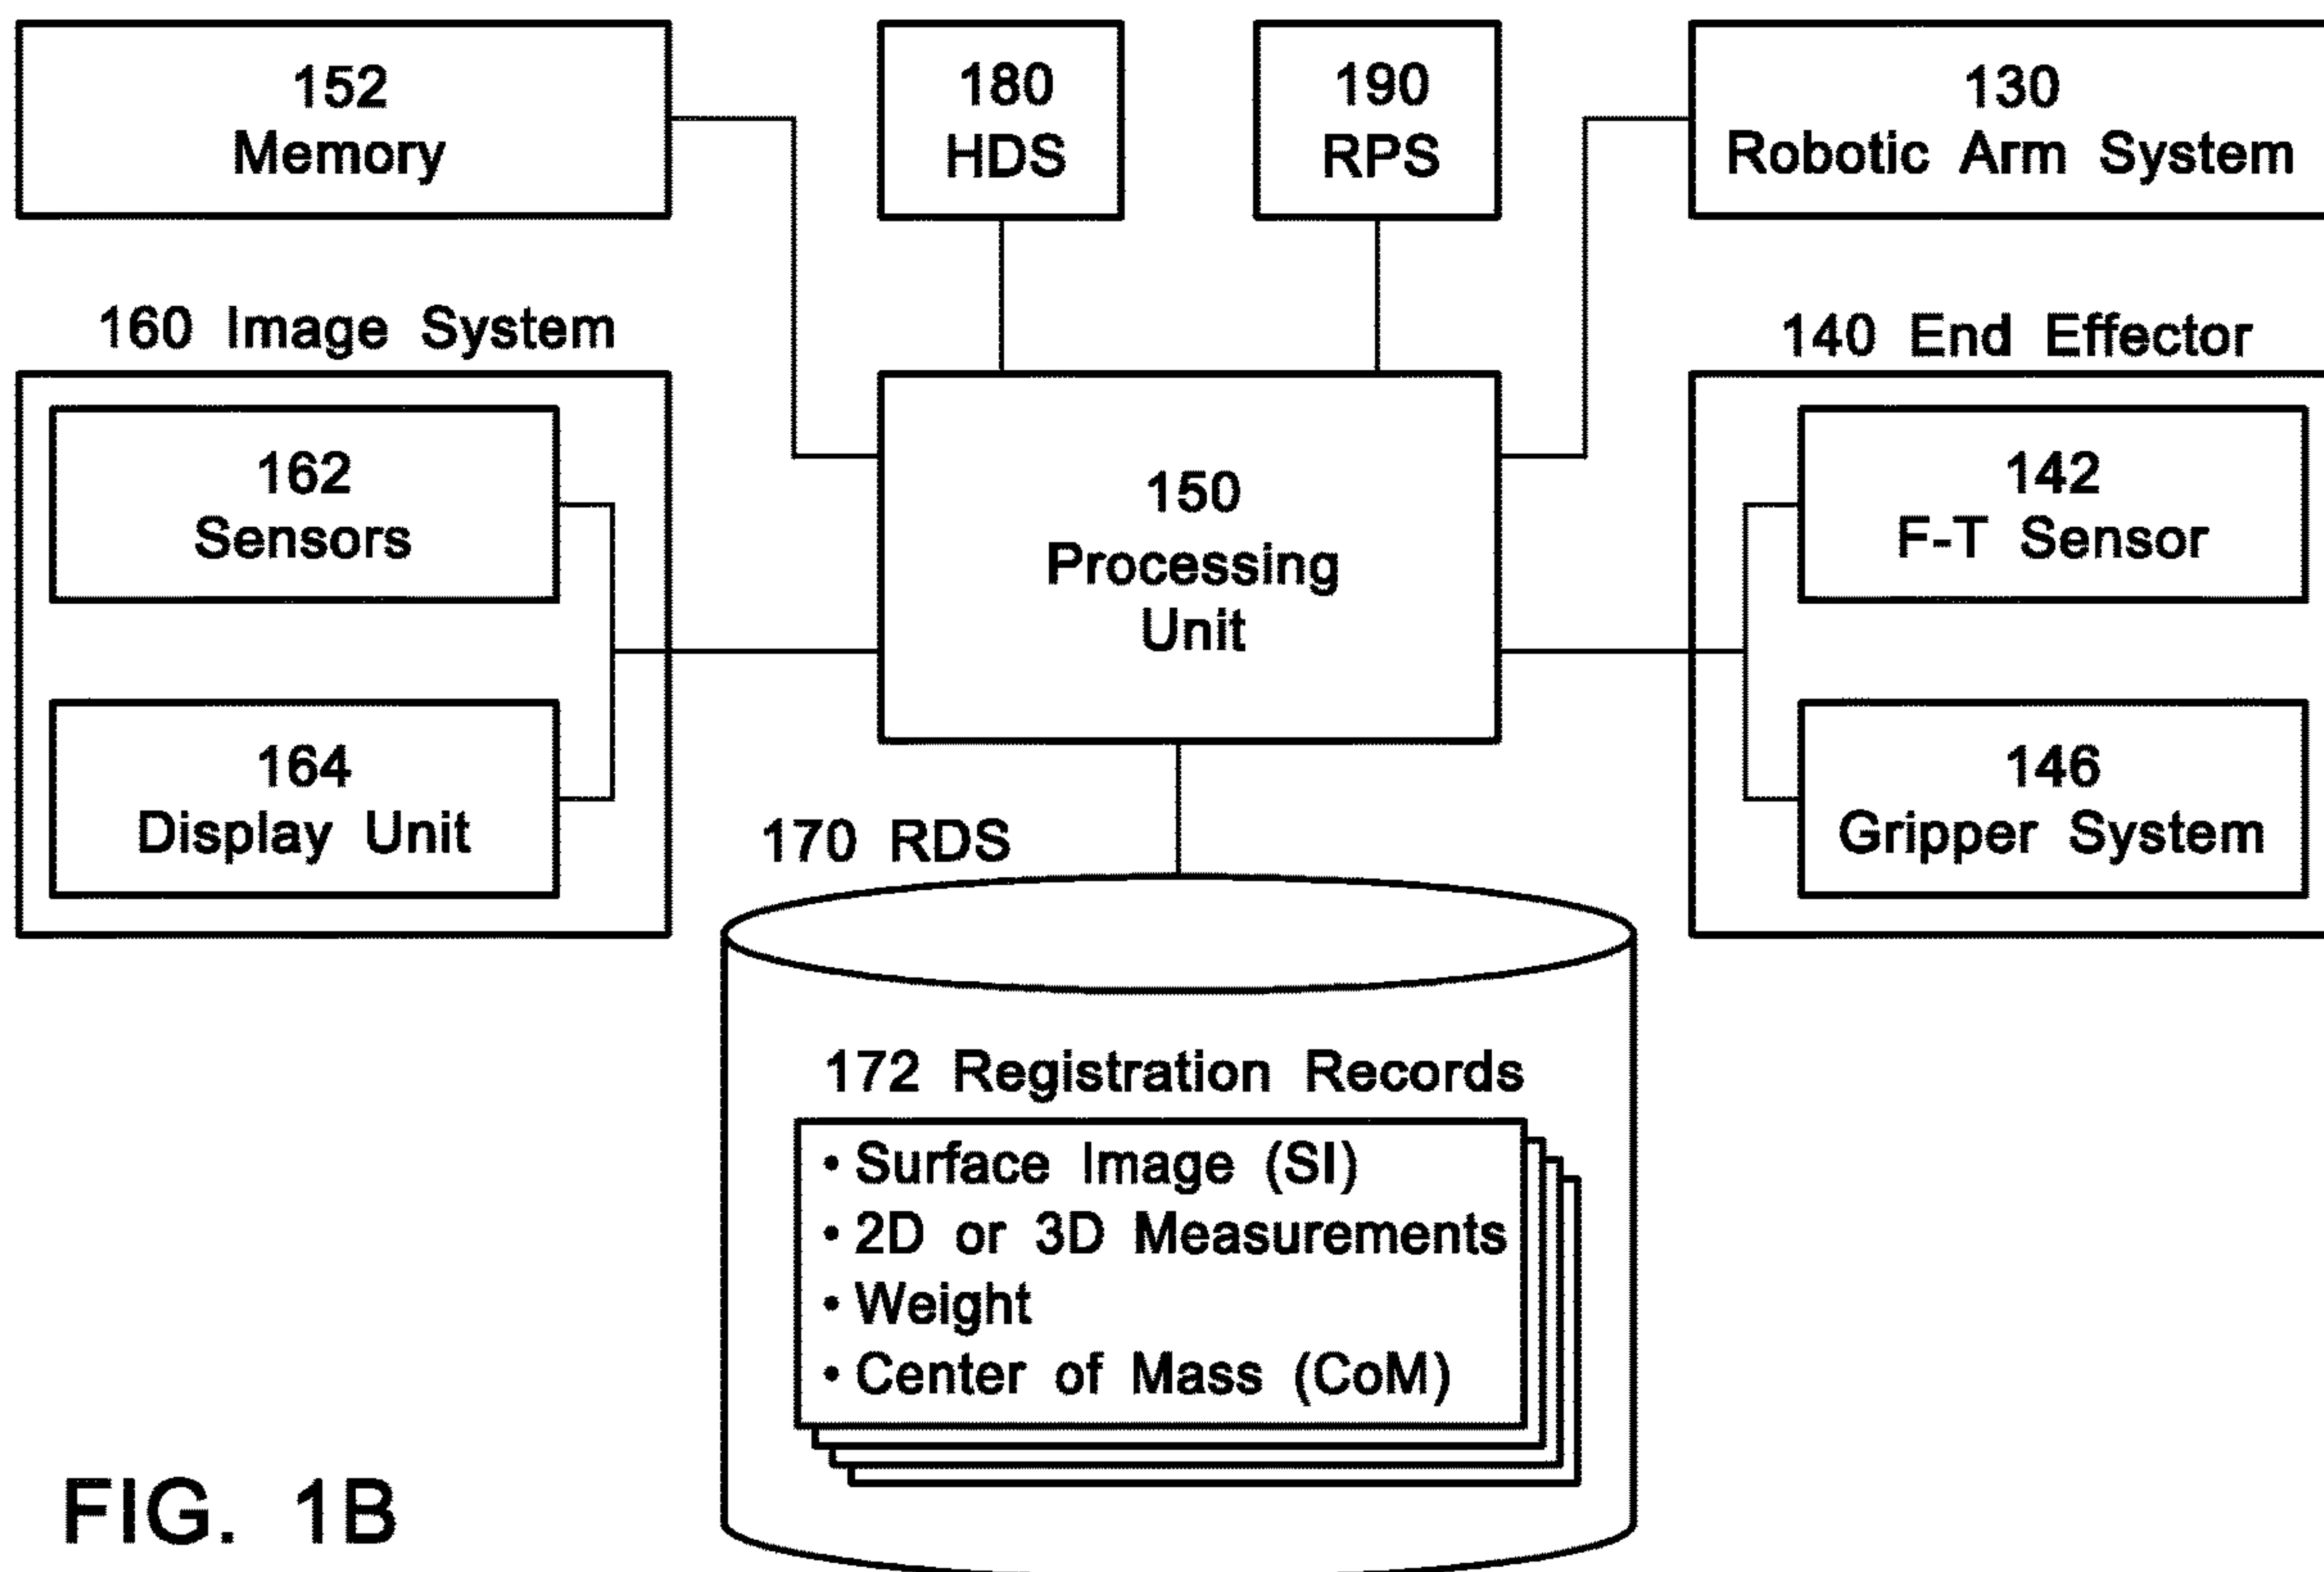 152
Memory
180
HDS
190
RPS
130
Robotic Arm System
160 Image System
162
Sensors
164
Display Unit
150
Processing
Unit
140 End Effector
142
F-T Sensor
146
Gripper System
170 RDS
172 Registration Records
• Surface Image (SI)
• 2D or 3D Measurements
• Weight
• Center of Mass (CoM)
FIG. 1B